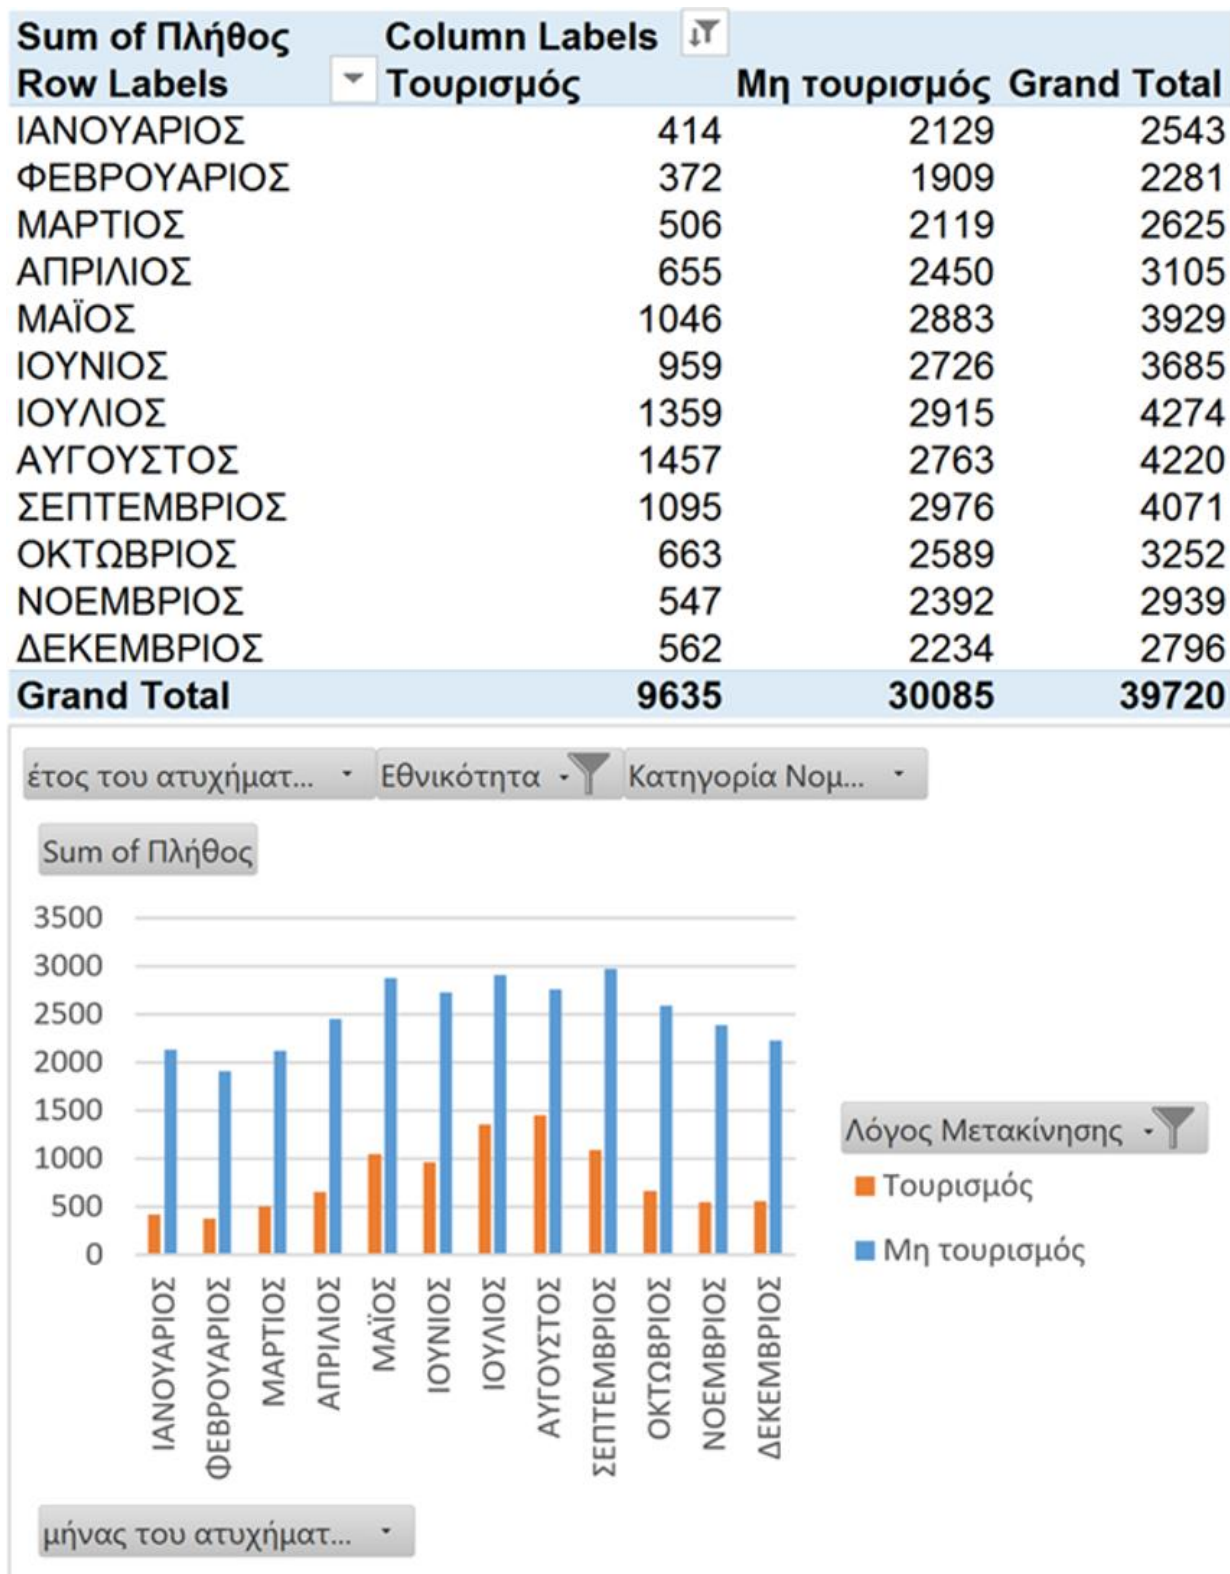 Sum of Πλήθος Column Labels
Row Labels Τουρισμός Μη τουρισμός Grand Total
ΙΑΝΟΥΑΡΙΟΣ 414 2129 2543
ΦΕΒΡΟΥΑΡΙΟΣ 372 1909 2281
ΜΑΡΤΙΟΣ 506 2119 2625
ΑΠΡΙΛΙΟΣ 655 2450 3105
ΜΑΪΟΣ 1046 2883 3929
ΙΟΥΝΙΟΣ 959 2726 3685
ΙΟΥΛΙΟΣ 1359 2915 4274
ΑΥΓΟΥΣΤΟΣ 1457 2763 4220
ΣΕΠΤΕΜΒΡΙΟΣ 1095 2976 4071
ΟΚΤΩΒΡΙΟΣ 663 2589 3252
ΝΟΕΜΒΡΙΟΣ 547 2392 2939
ΔΕΚΕΜΒΡΙΟΣ 562 2234 2796
Grand Total 9635 30085 39720
έτος του ατυχήματ... Εθνικότητα Κατηγορία Νομ...
Sum of Πλήθος
3500
3000
2500
2000
1500
1000
500
0
Λόγος Μετακίνησης
Τουρισμός
Μη τουρισμός
ΙΑΝΟΥΑΡΙΟΣ
ΦΕΒΡΟΥΑΡΙΟΣ
ΜΑΡΤΙΟΣ
ΑΠΡΙΛΙΟΣ
ΜΑΪΟΣ
ΙΟΥΝΙΟΣ
ΙΟΥΛΙΟΣ
ΑΥΓΟΥΣΤΟΣ
ΣΕΠΤΕΜΒΡΙΟΣ
ΟΚΤΩΒΡΙΟΣ
ΝΟΕΜΒΡΙΟΣ
ΔΕΚΕΜΒΡΙΟΣ
μήνας του ατυχήματ...